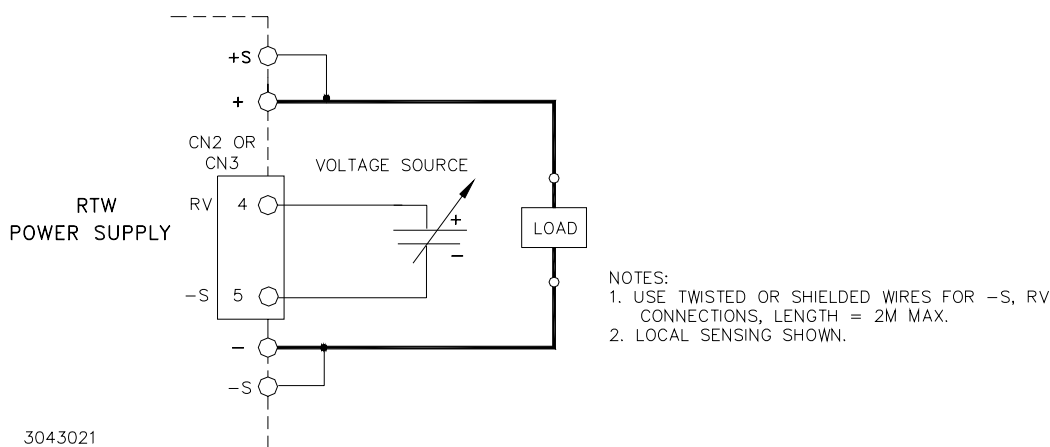 +S
+
CN2 OR
CN3
VOLTAGE SOURCE
RTW
POWER SUPPLY
RV 4
+
−
LOAD
−S 5
NOTES:
1. USE TWISTED OR SHIELDED WIRES FOR −S, RV
CONNECTIONS, LENGTH = 2M MAX.
2. LOCAL SENSING SHOWN.
−
−S
3043021